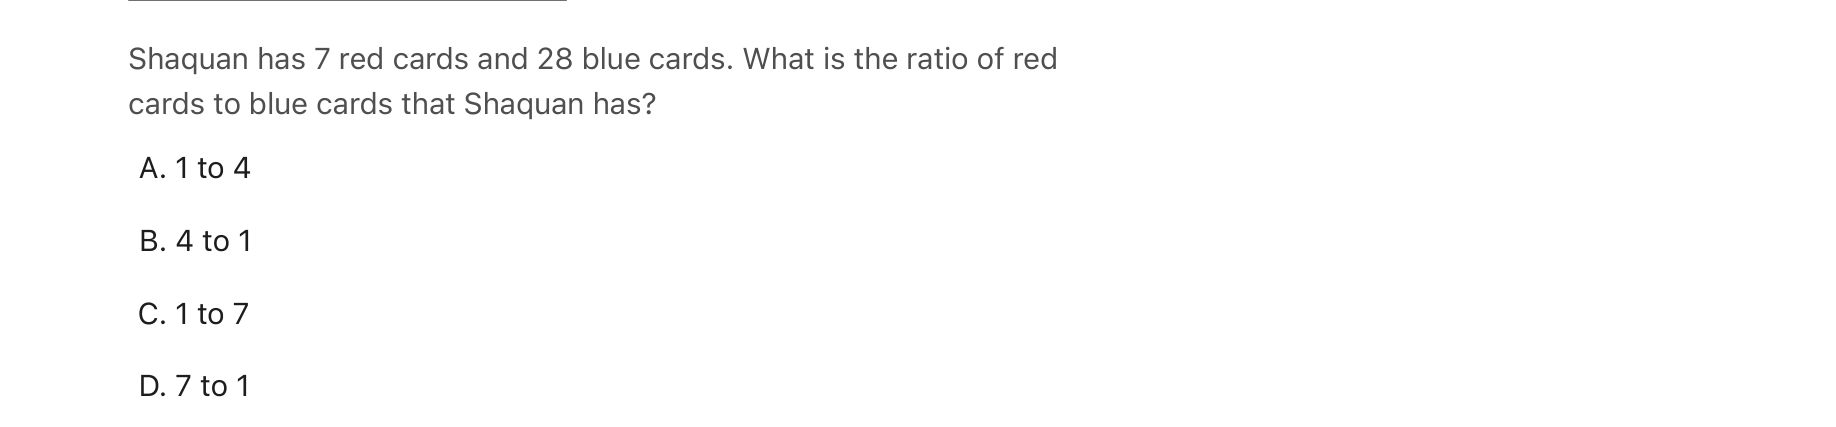 Shaquan has 7 red cards and 28 blue cards. What is the ratio of red
cards to blue cards that Shaquan has?
A. 1 to 4
B. 4 to 1
C. 1 to 7
D. 7 to 1